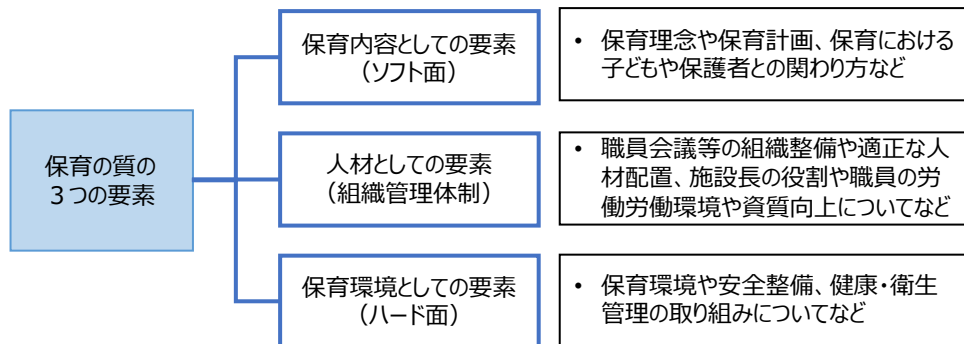 保育の質の
3つの要素
保育内容としての要素
（ソフト面）
• 保育理念や保育計画、保育における
子どもや保護者との関わり方など
人材としての要素
（組織管理体制）
• 職員会議等の組織整備や適正な人
材配置、施設長の役割や職員の労
働労働環境や資質向上についてなど
保育環境としての要素
（ハード面）
• 保育環境や安全整備、健康・衛生
管理の取り組みについてなど